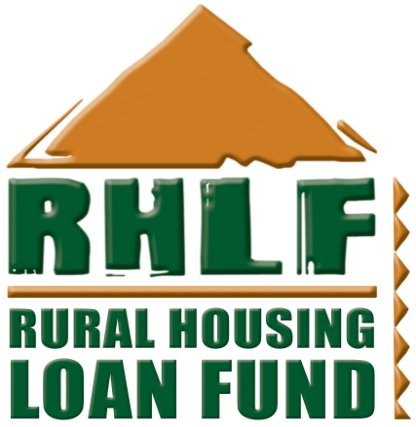 RHLF
RURAL HOUSING
LOAN FUND